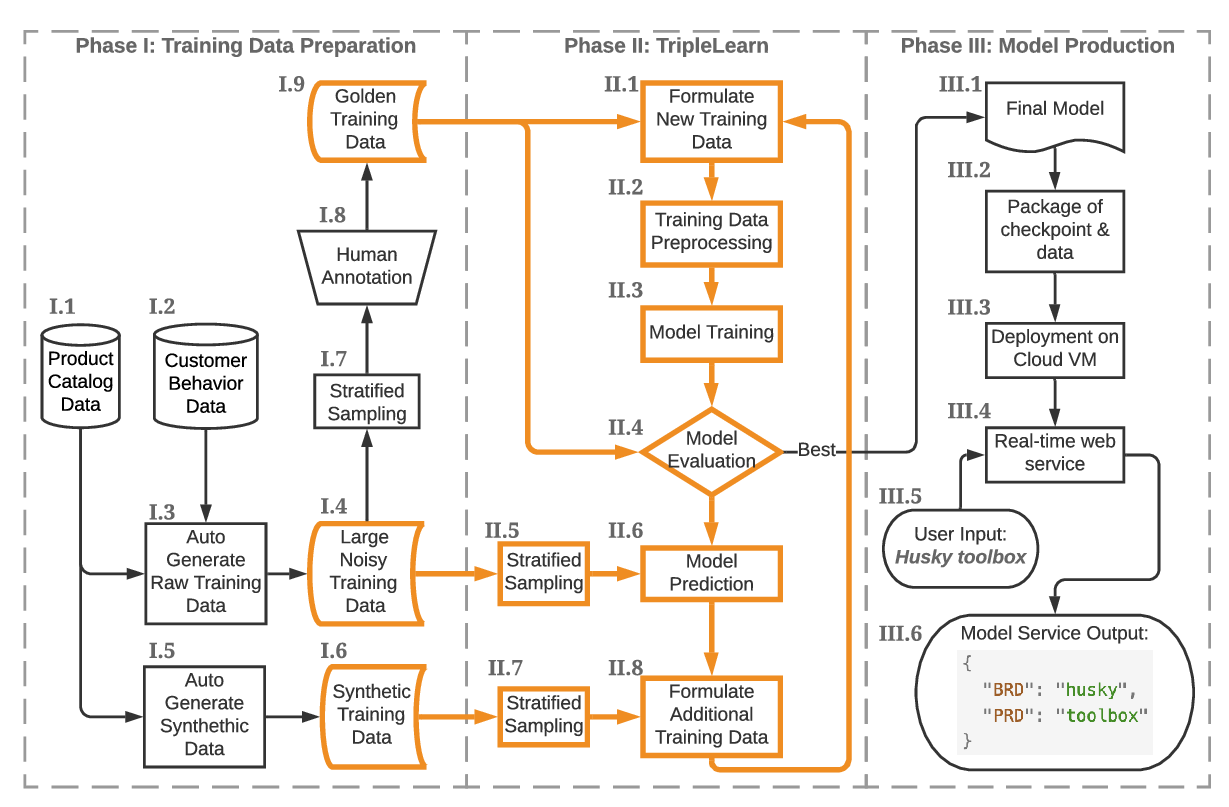 Phase I: Training Data Preparation
I.9
Golden
Training
Data
I.8
Human
Annotation
I.1
Product
Catalog
Data
I.2
Customer
Behavior
Data
I.7
Stratified
Sampling
I.3
Auto
Generate
Raw Training
Data
I.4
Large
Noisy
Training
Data
I.5
Auto
Generate
Synthethic
Data
I.6
Synthetic
Training
Data
Phase II: TripleLearn
II.1
Formulate
New Training
Data
II.2
Training Data
Preprocessing
II.3
Model Training
II.4
Model
Evaluation
Best
II.5
Stratified
Sampling
II.6
Model
Prediction
II.7
Stratified
Sampling
II.8
Formulate
Additional
Training Data
Phase III: Model Production
III.1
Final Model
III.2
Package of
checkpoint &
data
III.3
Deployment on
Cloud VM
III.4
Real-time web
service
III.5
User Input:
Husky toolbox
III.6
Model Service Output:
{
"BRD": "husky",
"PRD": "toolbox"
}